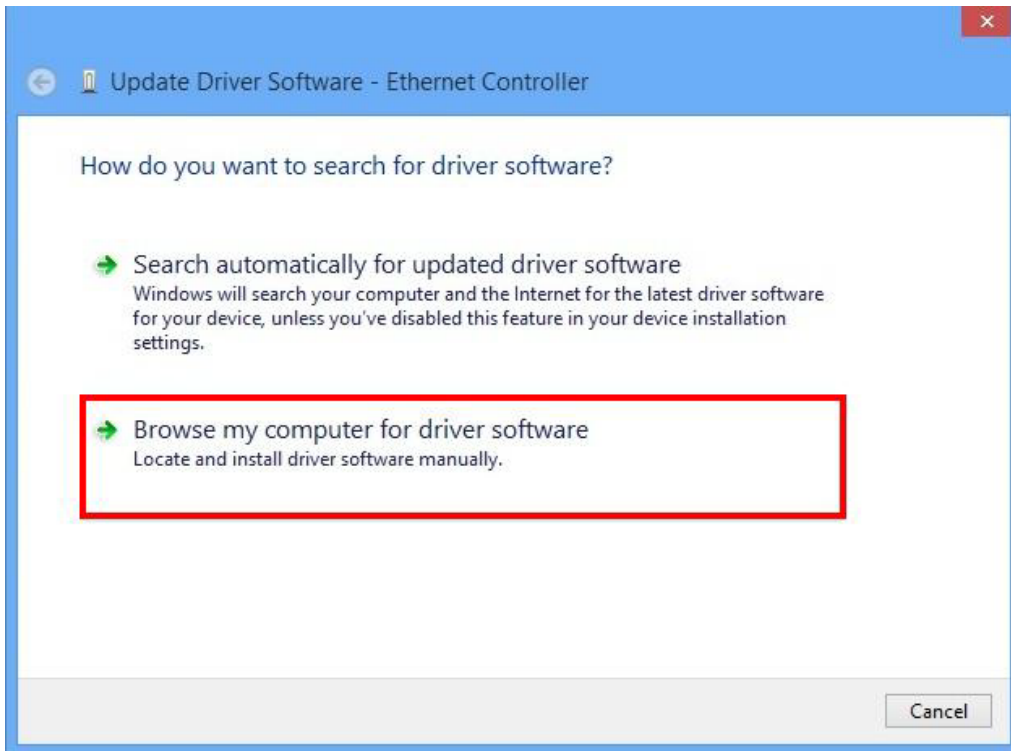 Update Driver Software - Ethernet Controller
How do you want to search for driver software?
Search automatically for updated driver software
Windows will search your computer and the Internet for the latest driver software
for your device, unless you've disabled this feature in your device installation
settings.
Browse my computer for driver software
Locate and install driver software manually.
Cancel